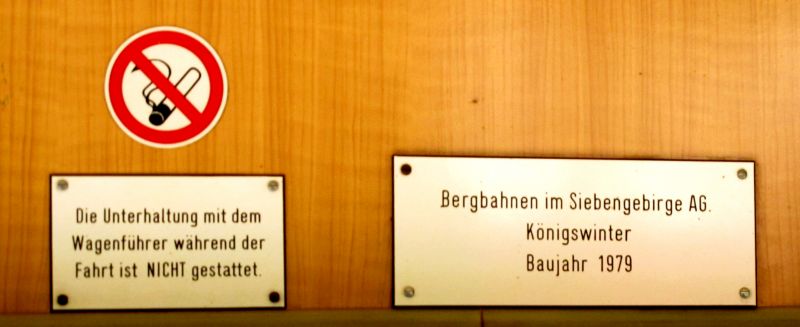 Die Unterhaltung mit dem
Wagenführer während der
Fahrt ist NICHT gestattet.
Bergbahnen im Siebengebirge AG.
Königswinter
Baujahr 1979